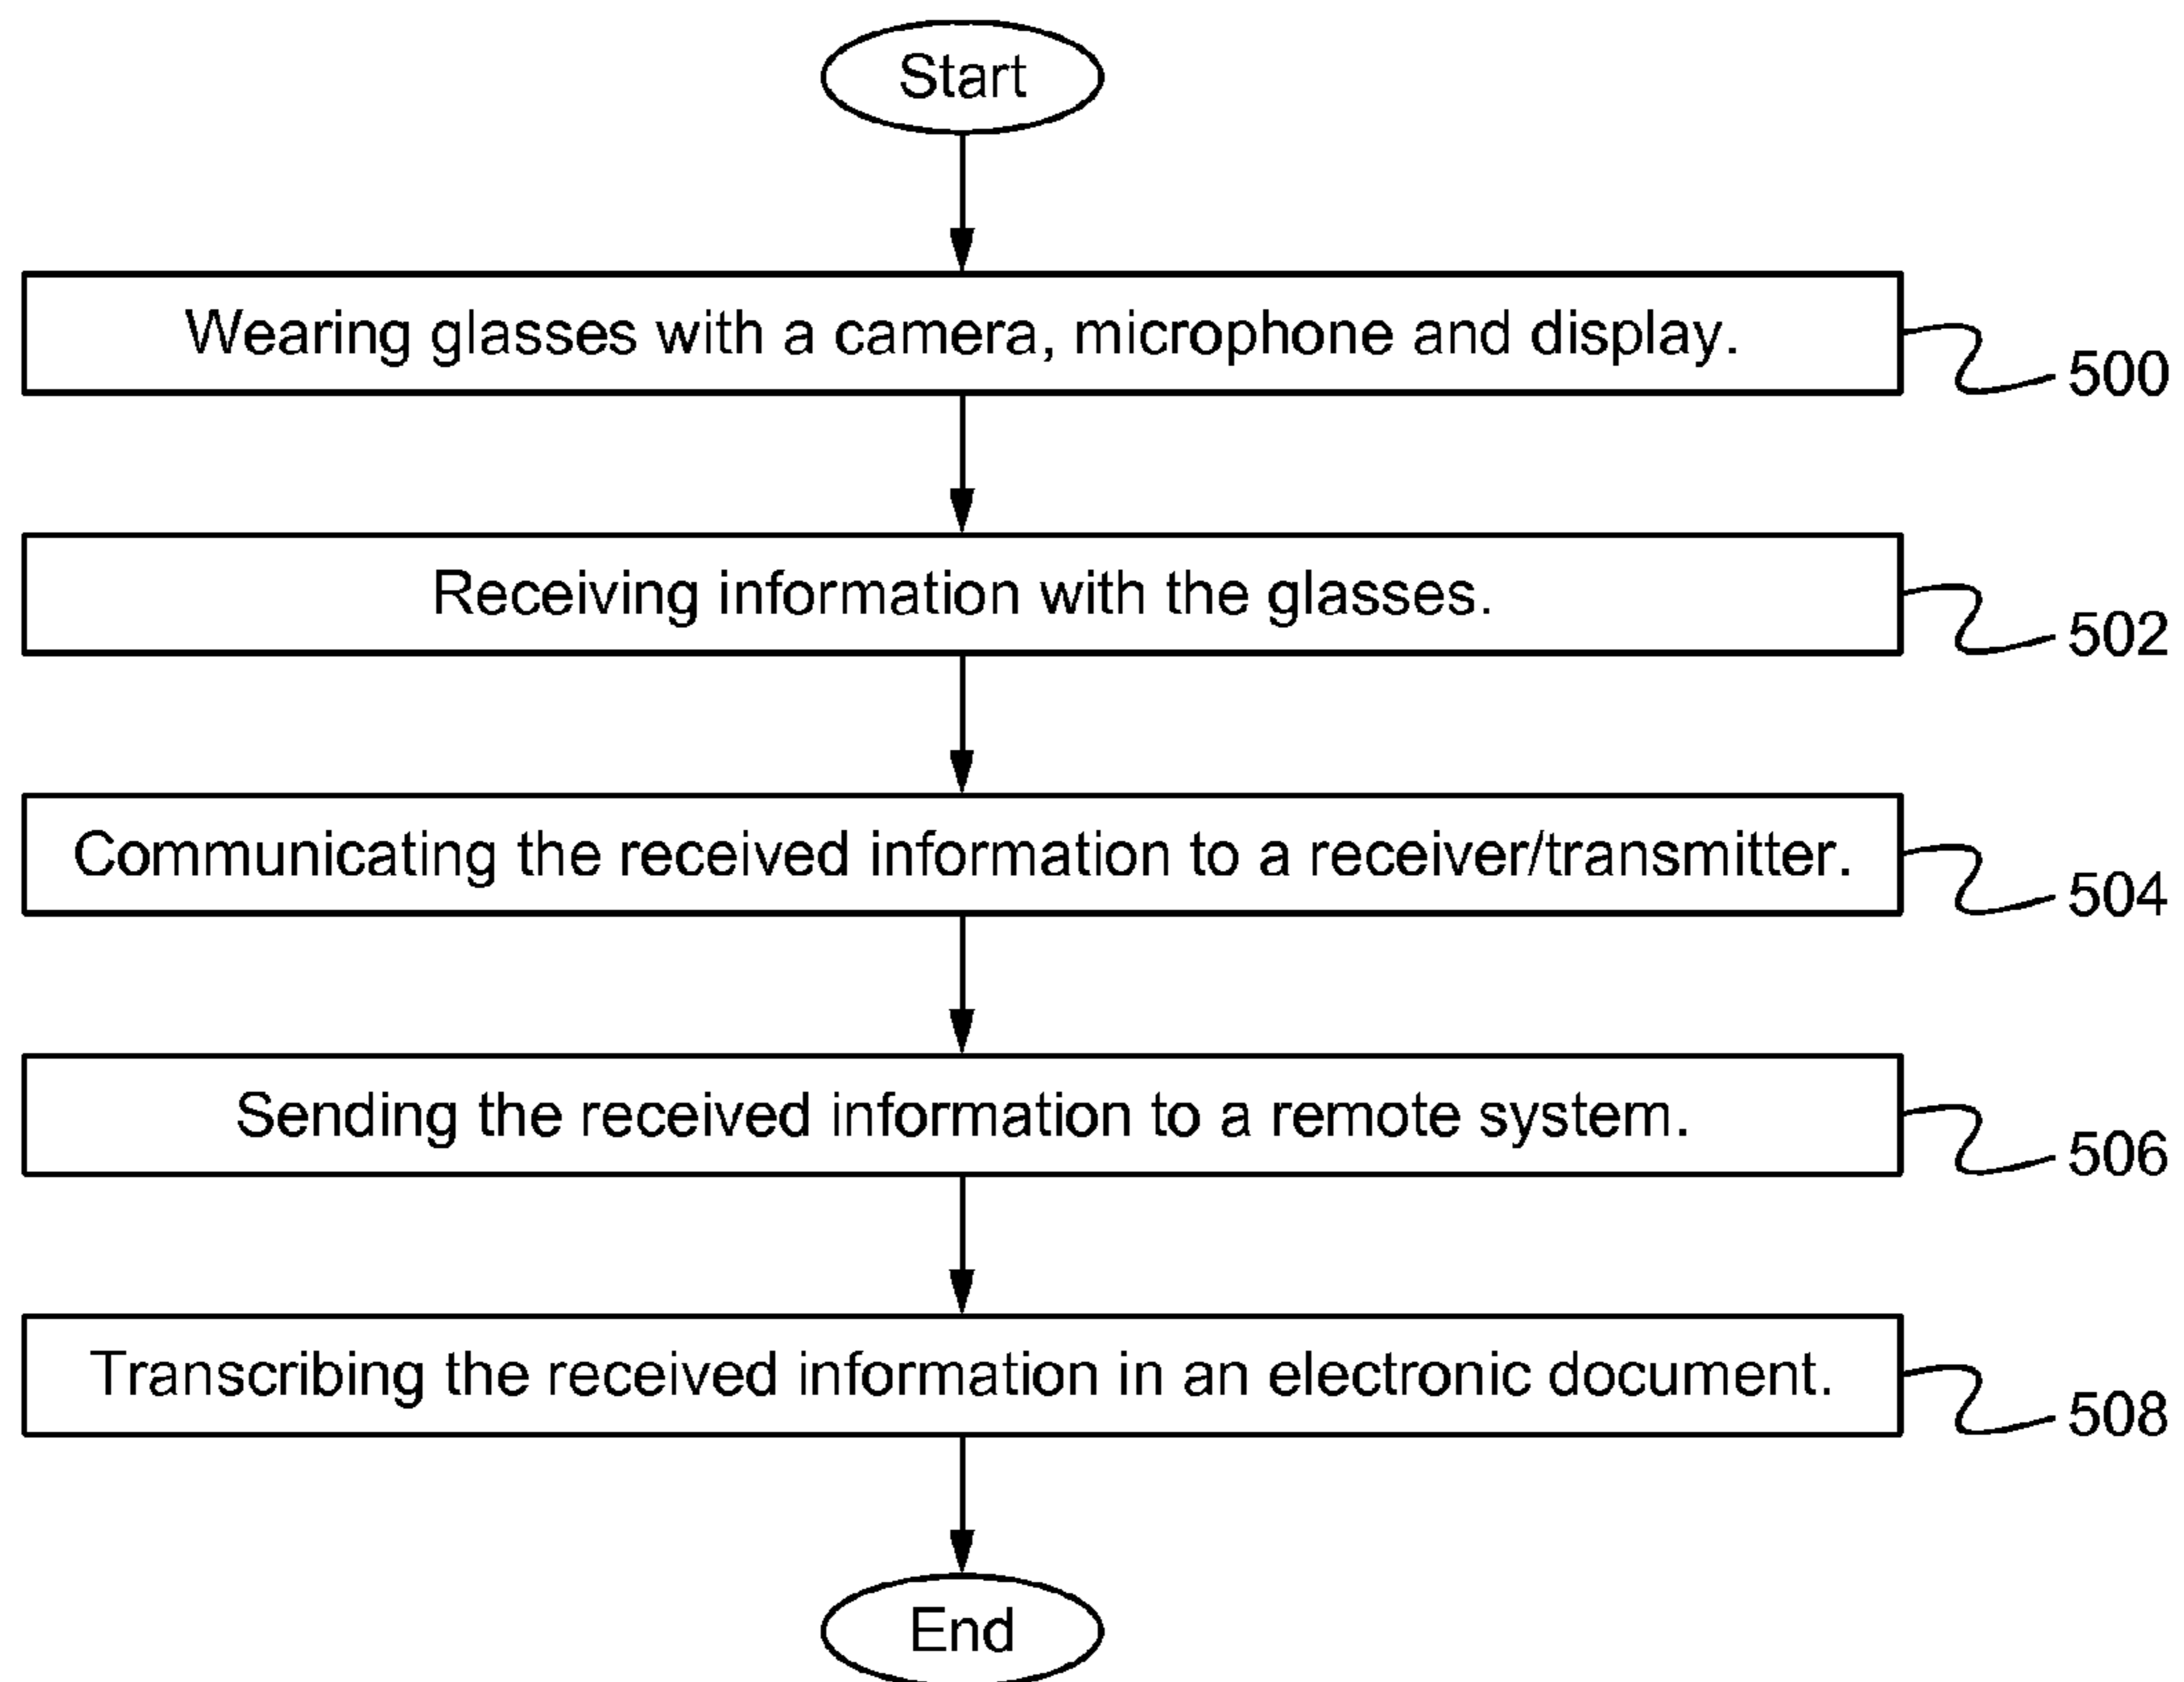 Start
Wearing glasses with a camera, microphone and display.
500
Receiving information with the glasses.
502
Communicating the received information to a receiver/transmitter.
504
Sending the received information to a remote system.
506
Transcribing the received information in an electronic document.
508
End